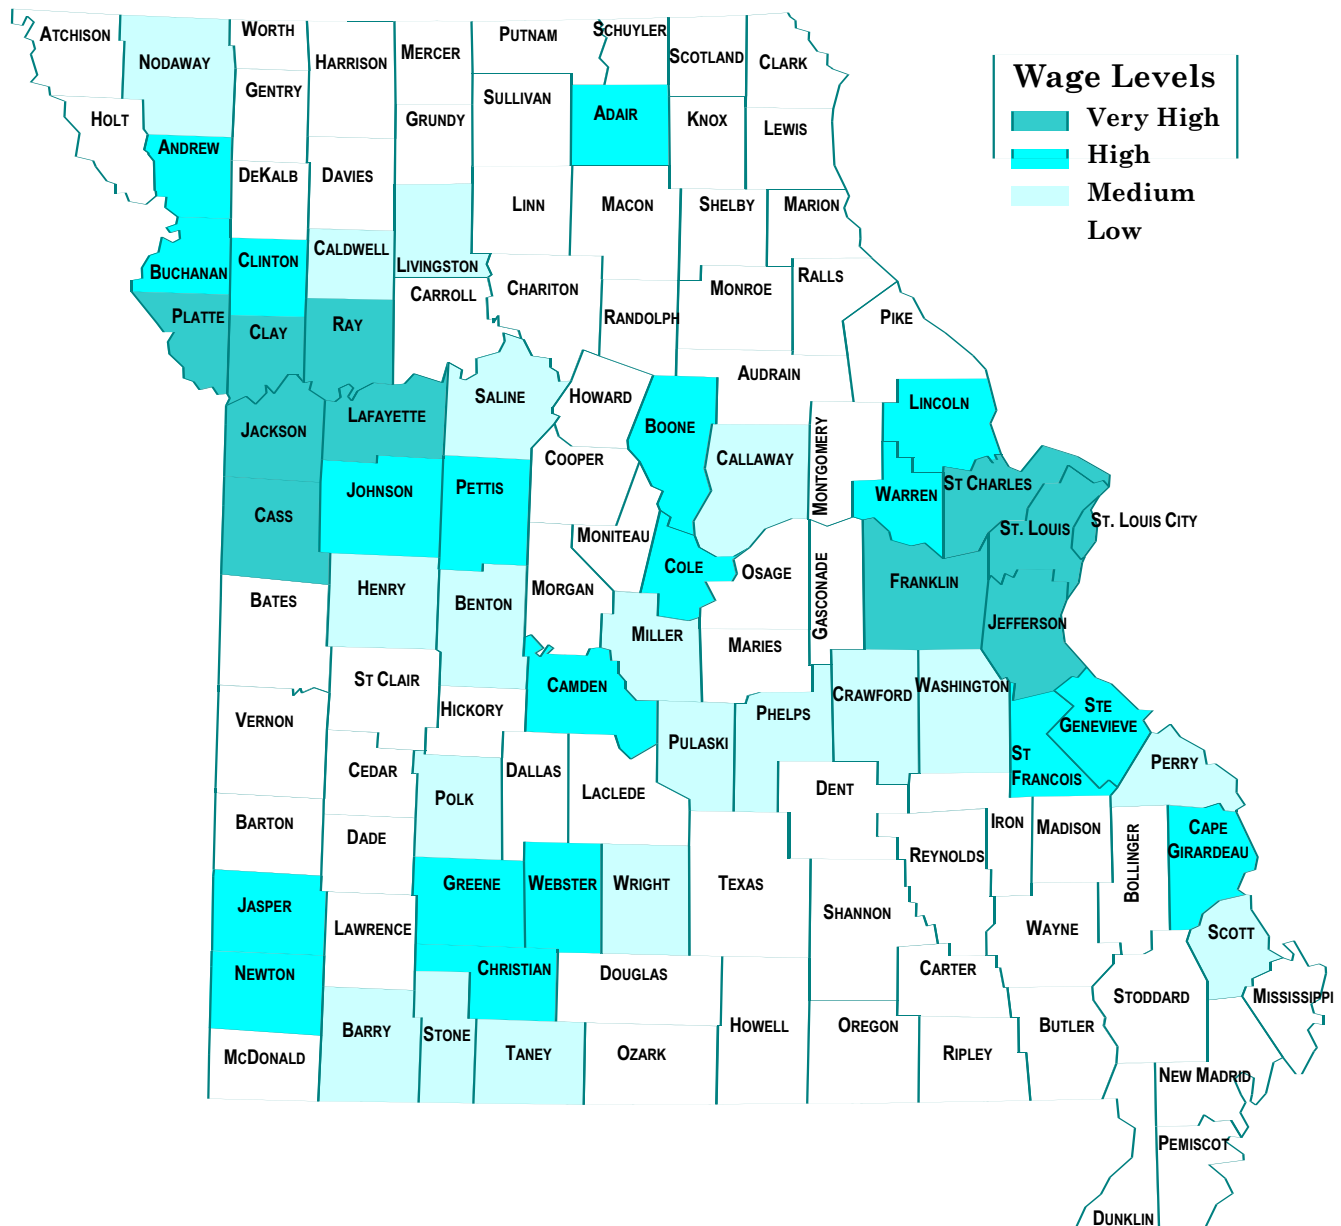 ATCHISON
NODAWAY
WORTH
HARRISON
MERCER
PUTNAM
SCHUYLER
SCOTLAND
CLARK
Wage Levels
Very High
High
Medium
Low
HOLT
GENTRY
GRUNDY
SULLIVAN
ADAIR
KNOX
LEWIS
ANDREW
DEKALB
DAVIES
LINN
MACON
SHELBY
MARION
BUCHANAN
CLINTON
CALDWELL
LIVINGSTON
CARROLL
CHARITON
RANDOLPH
MONROE
RALLS
PIKE
PLATTE
CLAY
RAY
SALINE
HOWARD
AUDRAIN
LINCOLN
JACKSON
LAFAYETTE
BOONE
CALLAWAY
MONTGOMERY
COOPER
WARREN
ST CHARLES
CASS
JOHNSON
PETTIS
MONITEAU
ST. LOUIS
ST. LOUIS CITY
COLE
OSAGE
GASCONADE
FRANKLIN
JEFFERSON
BATES
HENRY
BENTON
MORGAN
MILLER
MARIES
ST CLAIR
HICKORY
CAMDEN
PHELPS
CRAWFORD
WASHINGTON
STE
GENEVIEVE
ST
FRANCOIS
PERRY
VERNON
CEDAR
POLK
DALLAS
LACLEDE
PULASKI
DENT
IRON
MADISON
BOLLINGER
CAPE
GIRARDEAU
BARTON
DADE
GREENE
WEBSTER
WRIGHT
TEXAS
REYNOLDS
JASPER
LAWRENCE
SHANNON
WAYNE
SCOTT
NEWTON
CHRISTIAN
DOUGLAS
CARTER
STODDARD
MISSISSIPPI
MCDONALD
BARRY
STONE
TANEY
OZARK
HOWELL
OREGON
RIPLEY
BUTLER
NEW MADRID
PEMISCOT
DUNKLIN